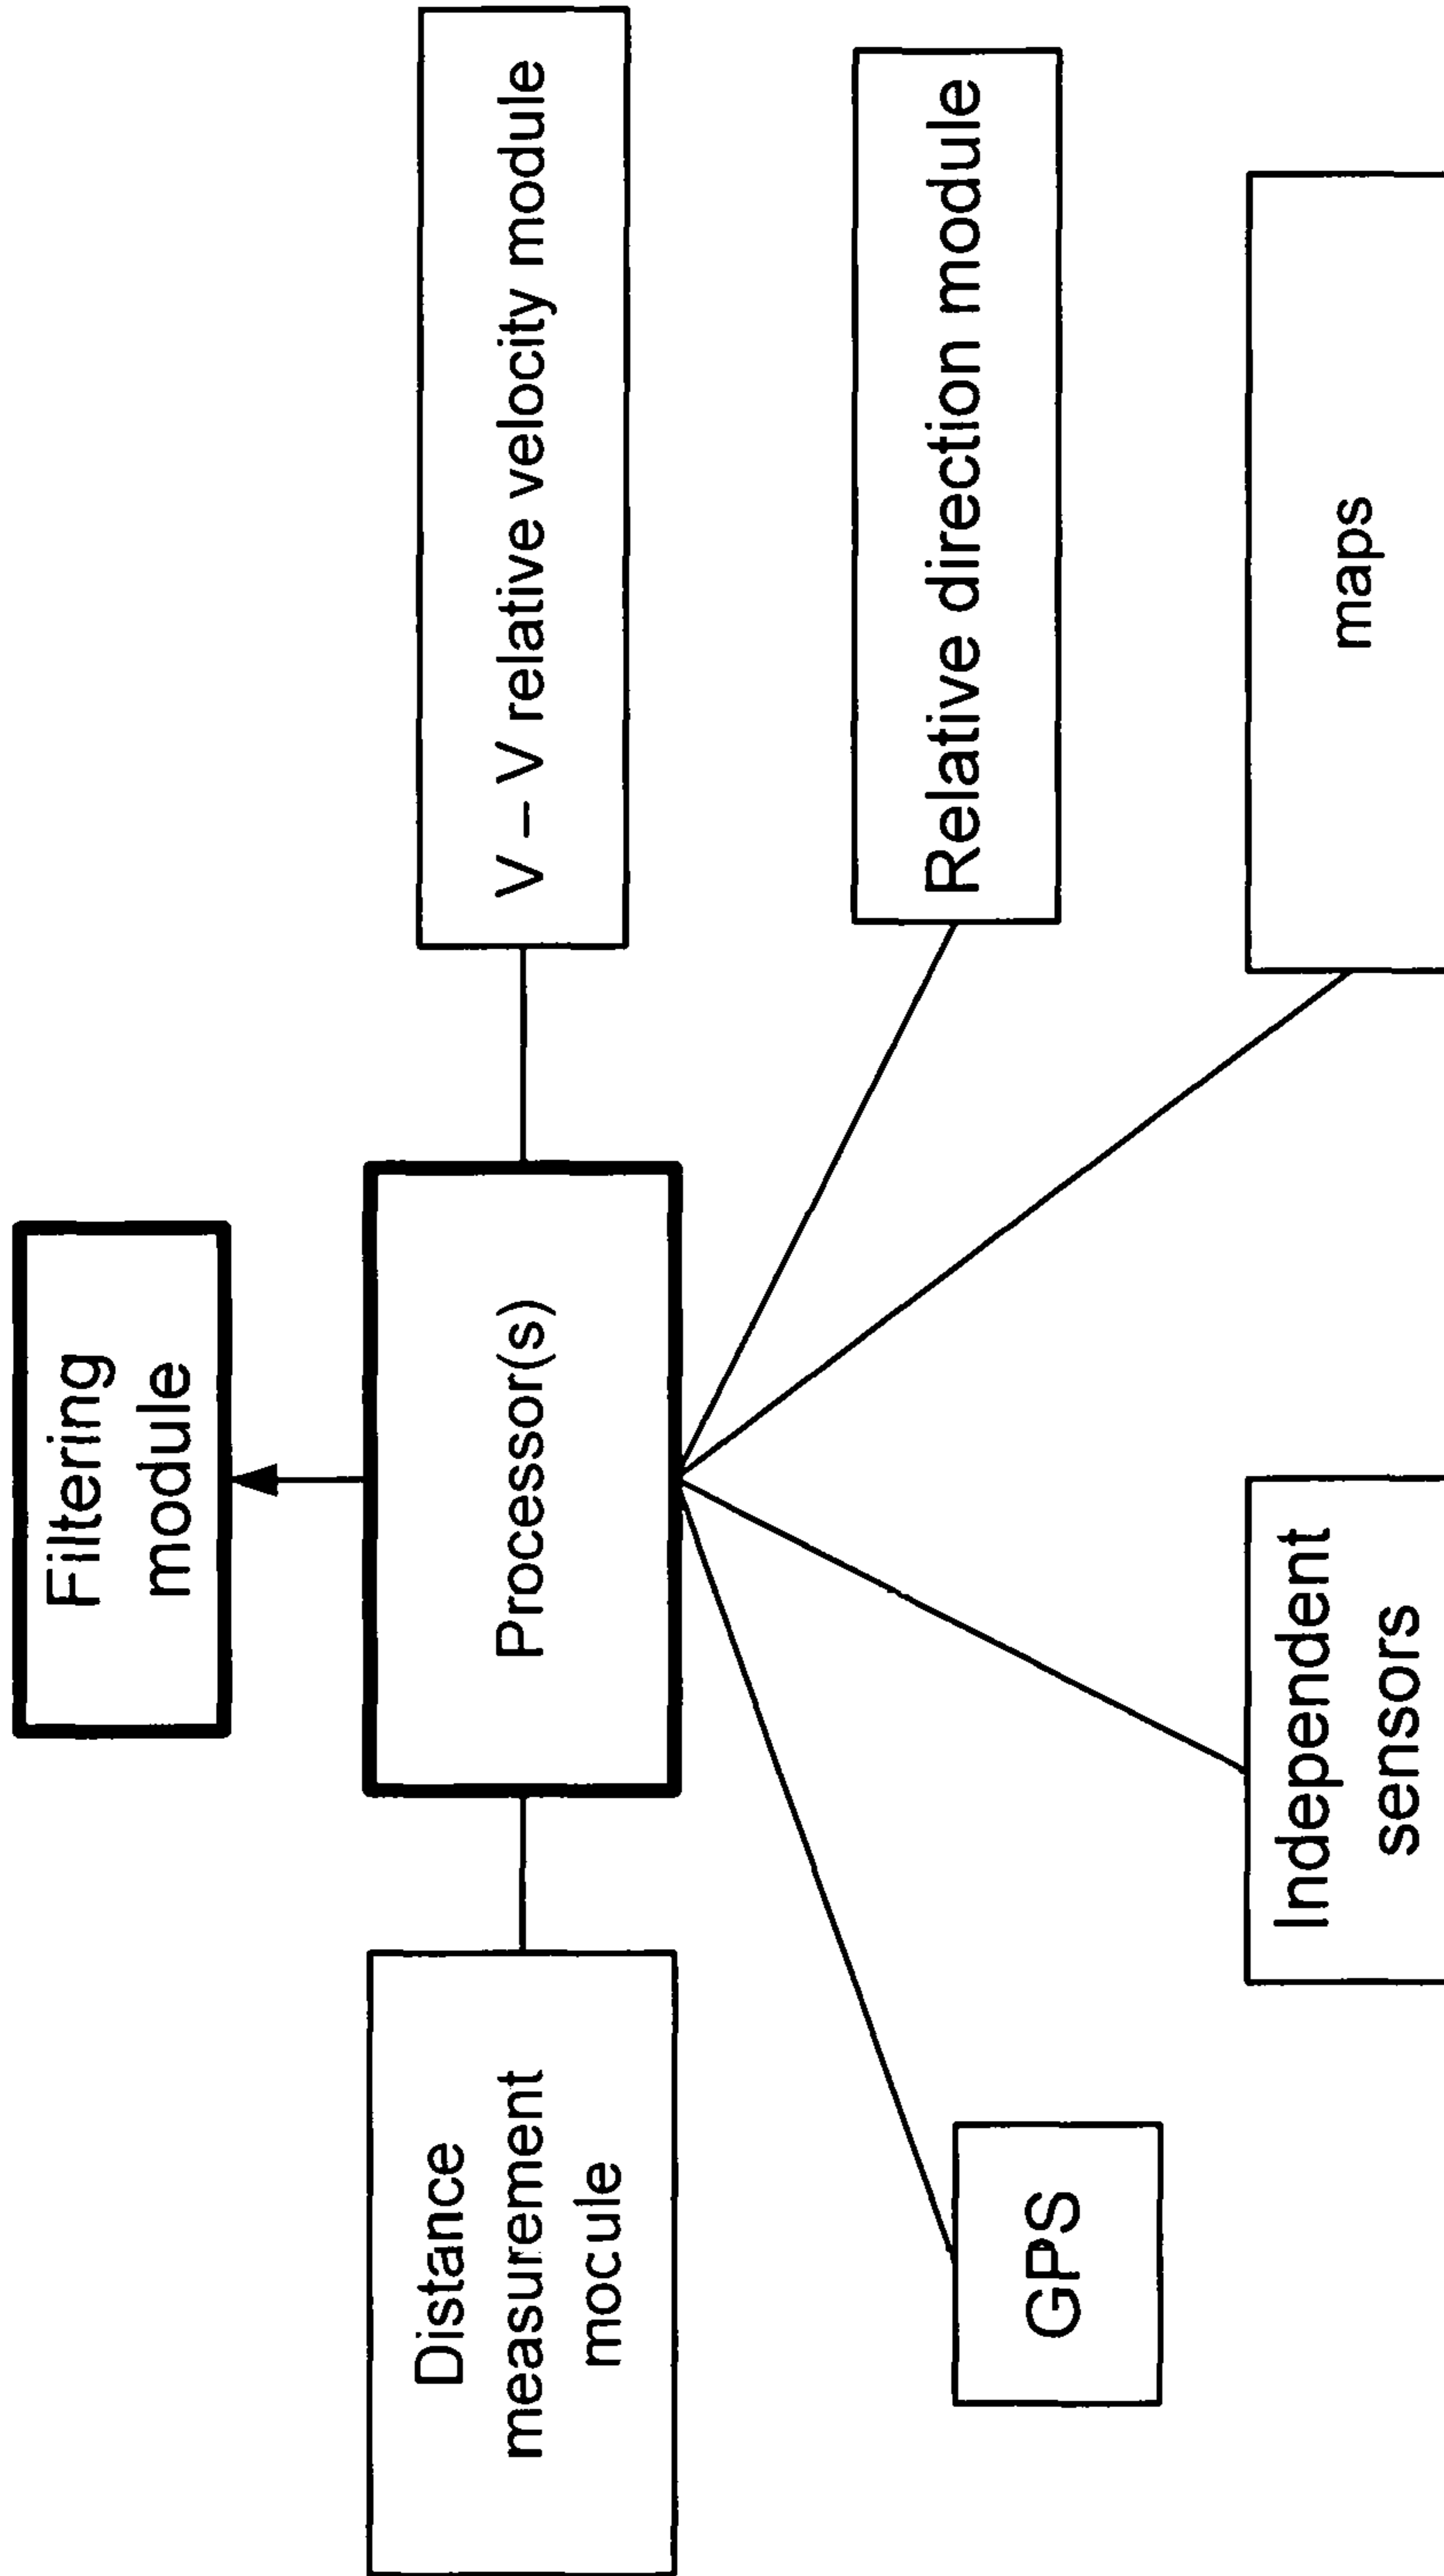 Filtering
module
Distance
measurement
mocule
Processor(s)
V – V relative velocity module
GPS
Relative direction module
Independent
sensors
maps